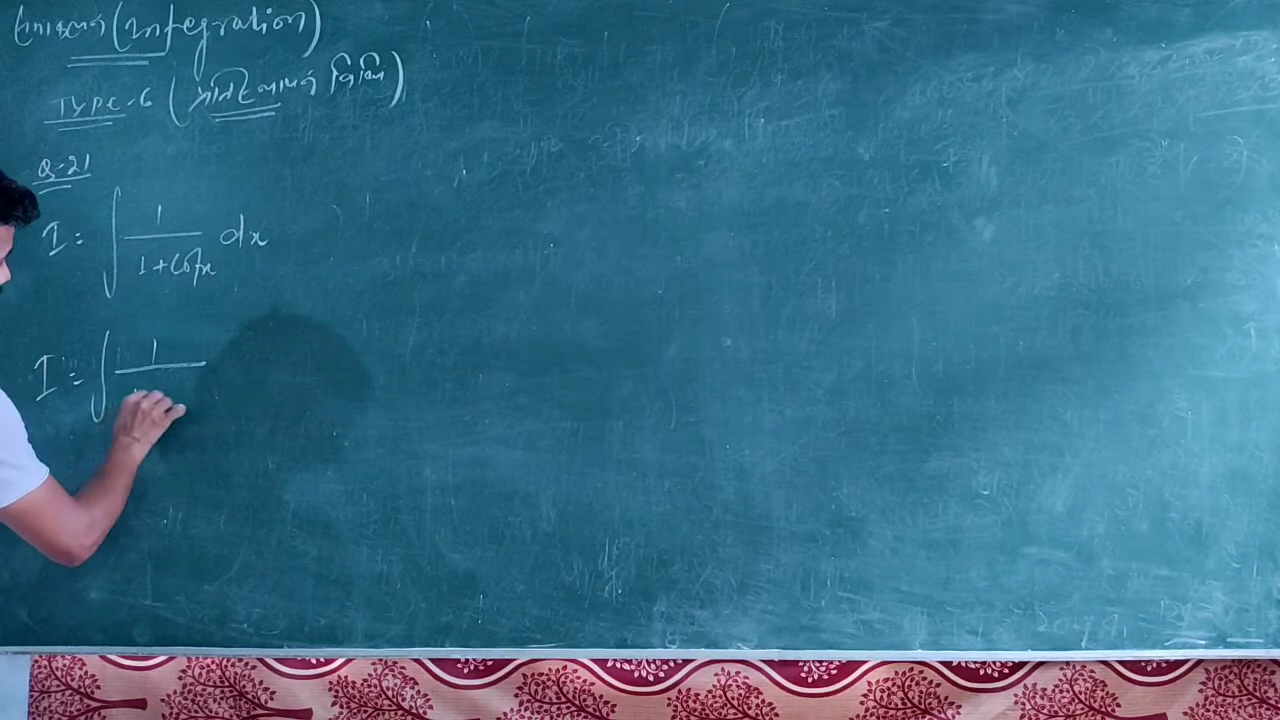 (Integration)
TYPE-6 (
Q-21
I = ∫ 1/(1+cotx) dx
I = ∫ 1/